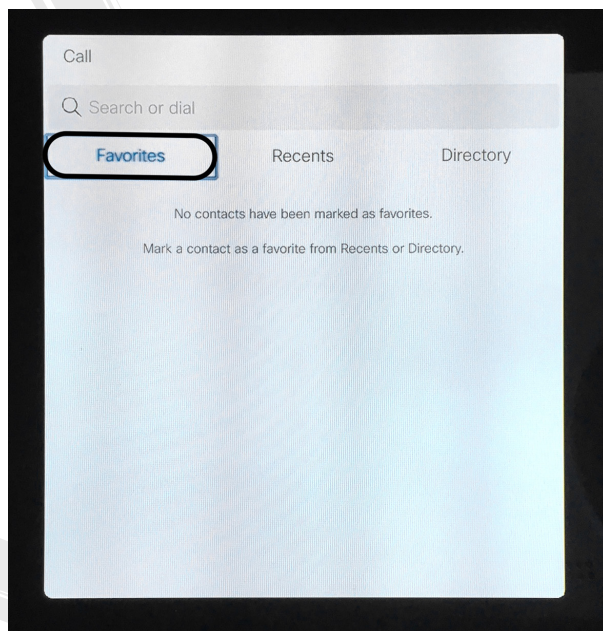 Call
Search or dial
Favorites Recents Directory
No contacts have been marked as favorites.
Mark a contact as a favorite from Recents or Directory.